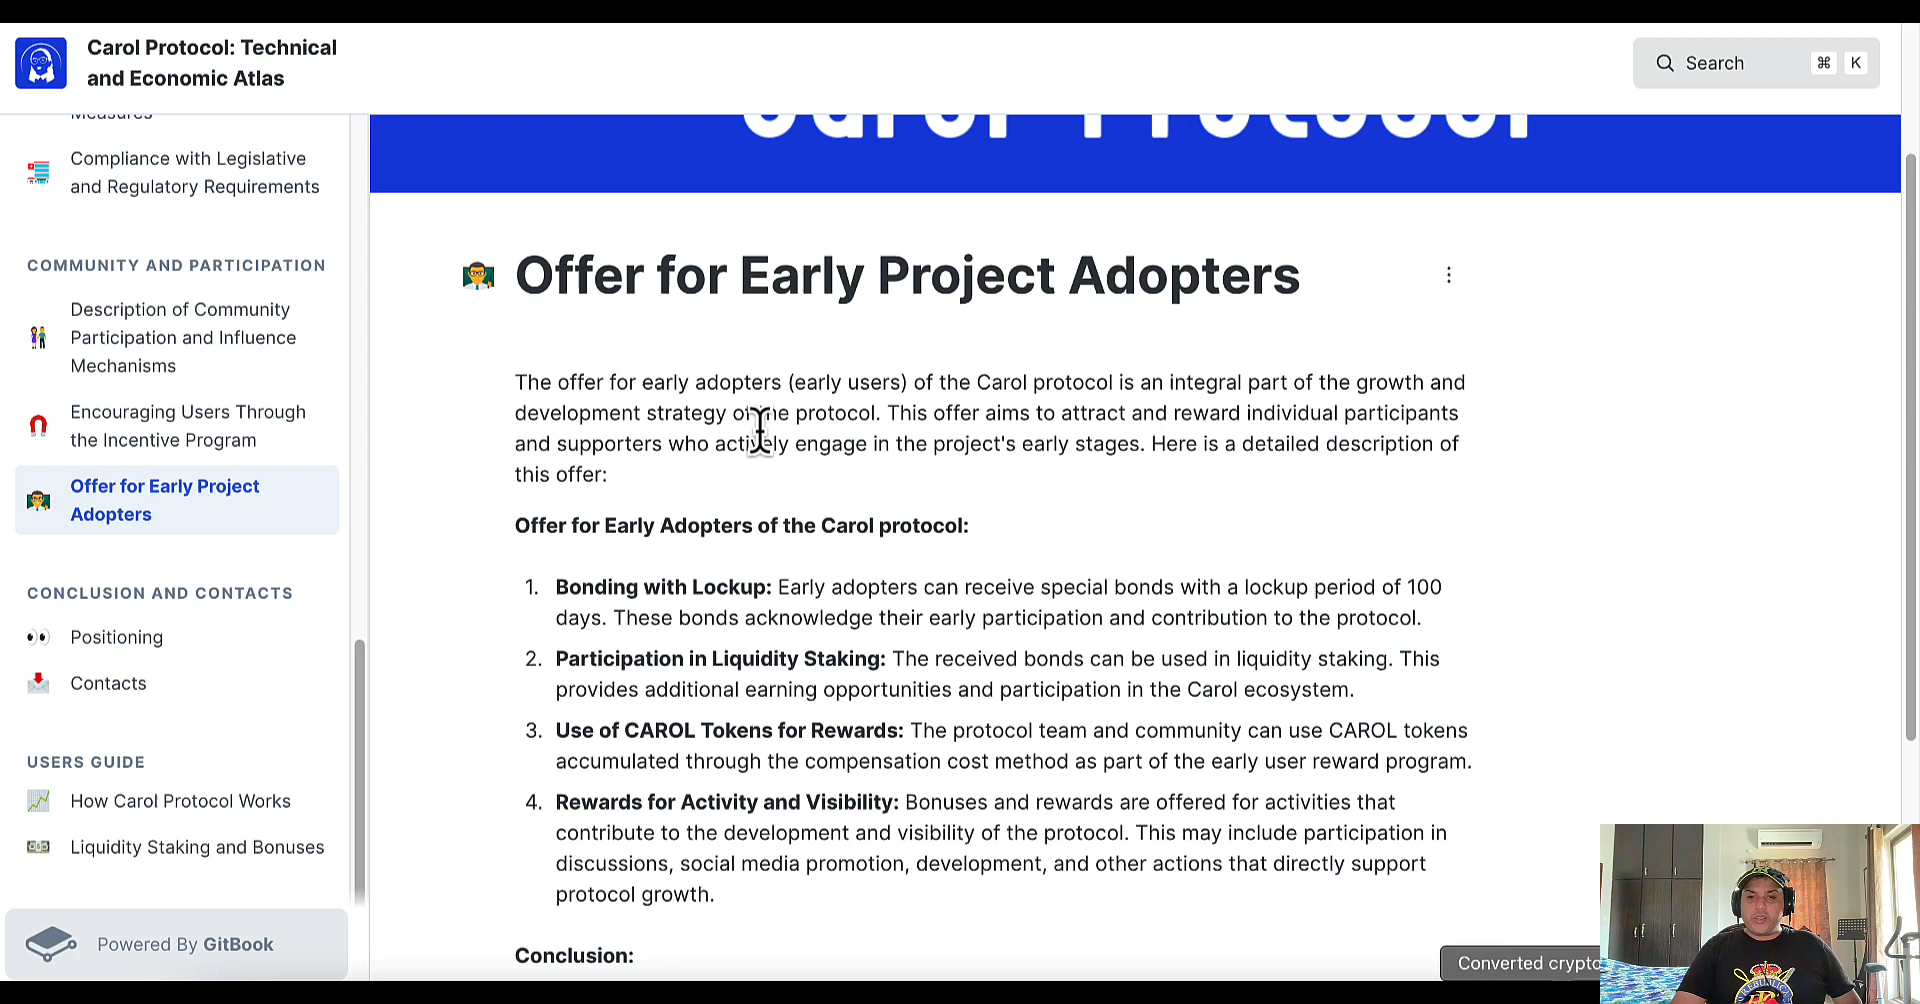 Carol Protocol: Technical
and Economic Atlas
Search
⌘ K
Measures
Compliance with Legislative
and Regulatory Requirements
COMMUNITY AND PARTICIPATION
Description of Community
Participation and Influence
Mechanisms
Encouraging Users Through
the Incentive Program
Offer for Early Project
Adopters
CONCLUSION AND CONTACTS
Positioning
Contacts
USERS GUIDE
How Carol Protocol Works
Liquidity Staking and Bonuses
Powered By GitBook
Carol Protocol
Offer for Early Project Adopters
The offer for early adopters (early users) of the Carol protocol is an integral part of the growth and
development strategy of the protocol. This offer aims to attract and reward individual participants
and supporters who actively engage in the project's early stages. Here is a detailed description of
this offer:
Offer for Early Adopters of the Carol protocol:
1. Bonding with Lockup: Early adopters can receive special bonds with a lockup period of 100
days. These bonds acknowledge their early participation and contribution to the protocol.
2. Participation in Liquidity Staking: The received bonds can be used in liquidity staking. This
provides additional earning opportunities and participation in the Carol ecosystem.
3. Use of CAROL Tokens for Rewards: The protocol team and community can use CAROL tokens
accumulated through the compensation cost method as part of the early user reward program.
4. Rewards for Activity and Visibility: Bonuses and rewards are offered for activities that
contribute to the development and visibility of the protocol. This may include participation in
discussions, social media promotion, development, and other actions that directly support
protocol growth.
Conclusion:
Converted crypto